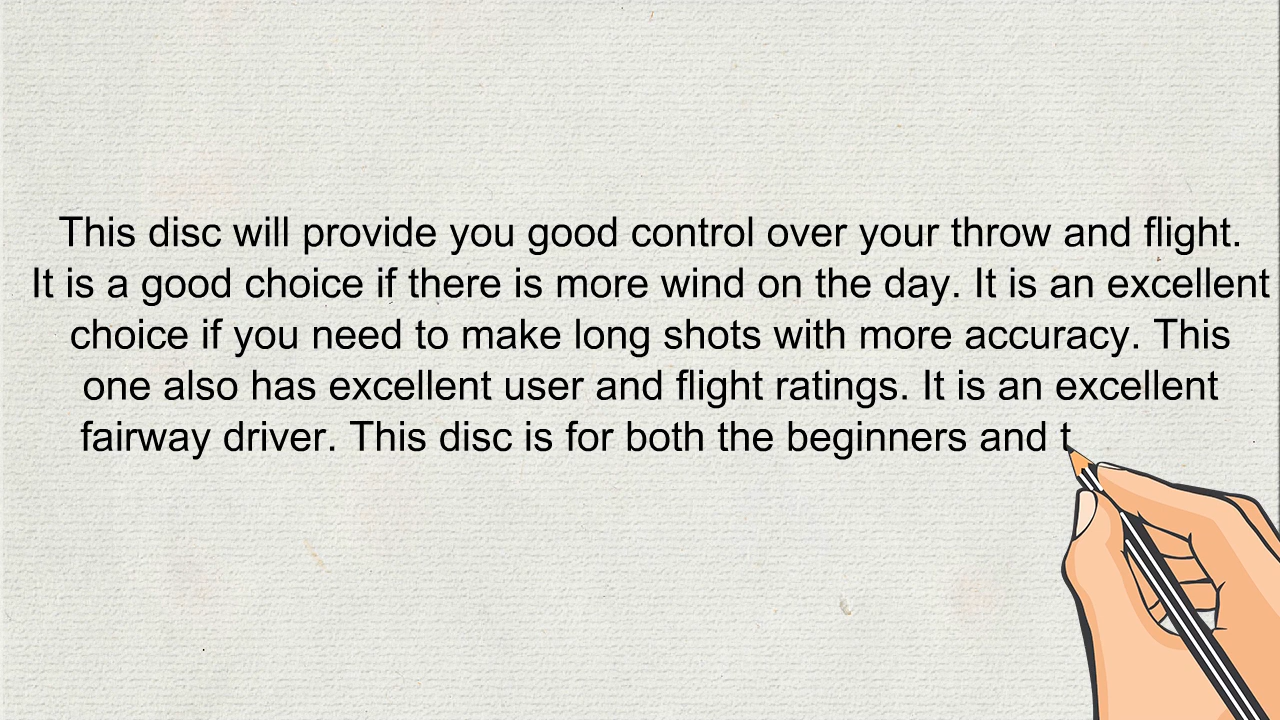 This disc will provide you good control over your throw and flight.
It is a good choice if there is more wind on the day. It is an excellent
choice if you need to make long shots with more accuracy. This
one also has excellent user and flight ratings. It is an excellent
fairway driver. This disc is for both the beginners and t